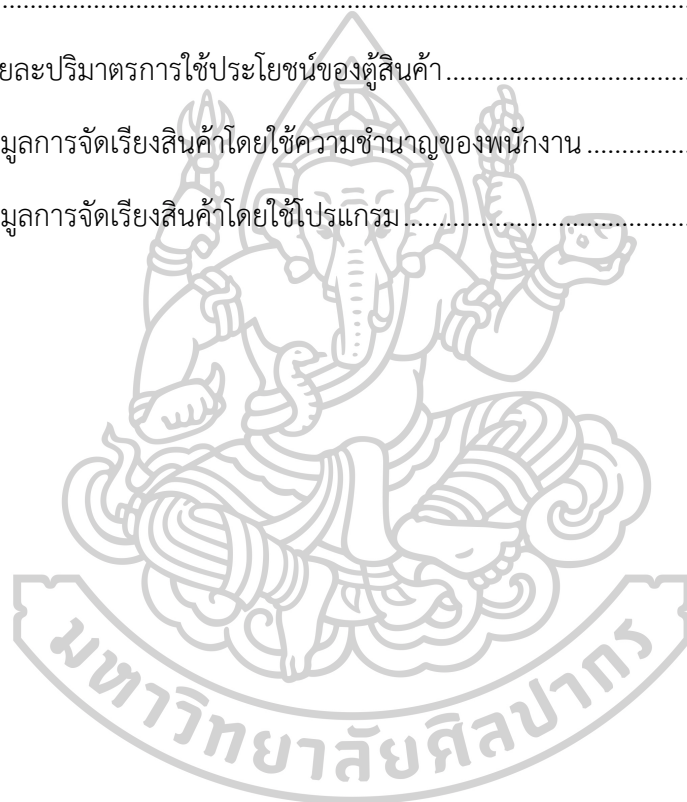 ..........................................................................................
ยละปริมาตรการใช้ประโยชน์ของตู้สินค้า................................
มูลการจัดเรียงสินค้าโดยใช้ความชำนาญของพนักงาน..............
มูลการจัดเรียงสินค้าโดยใช้โปรแกรม......................................
มหาวิทยาลัยศิลปากร